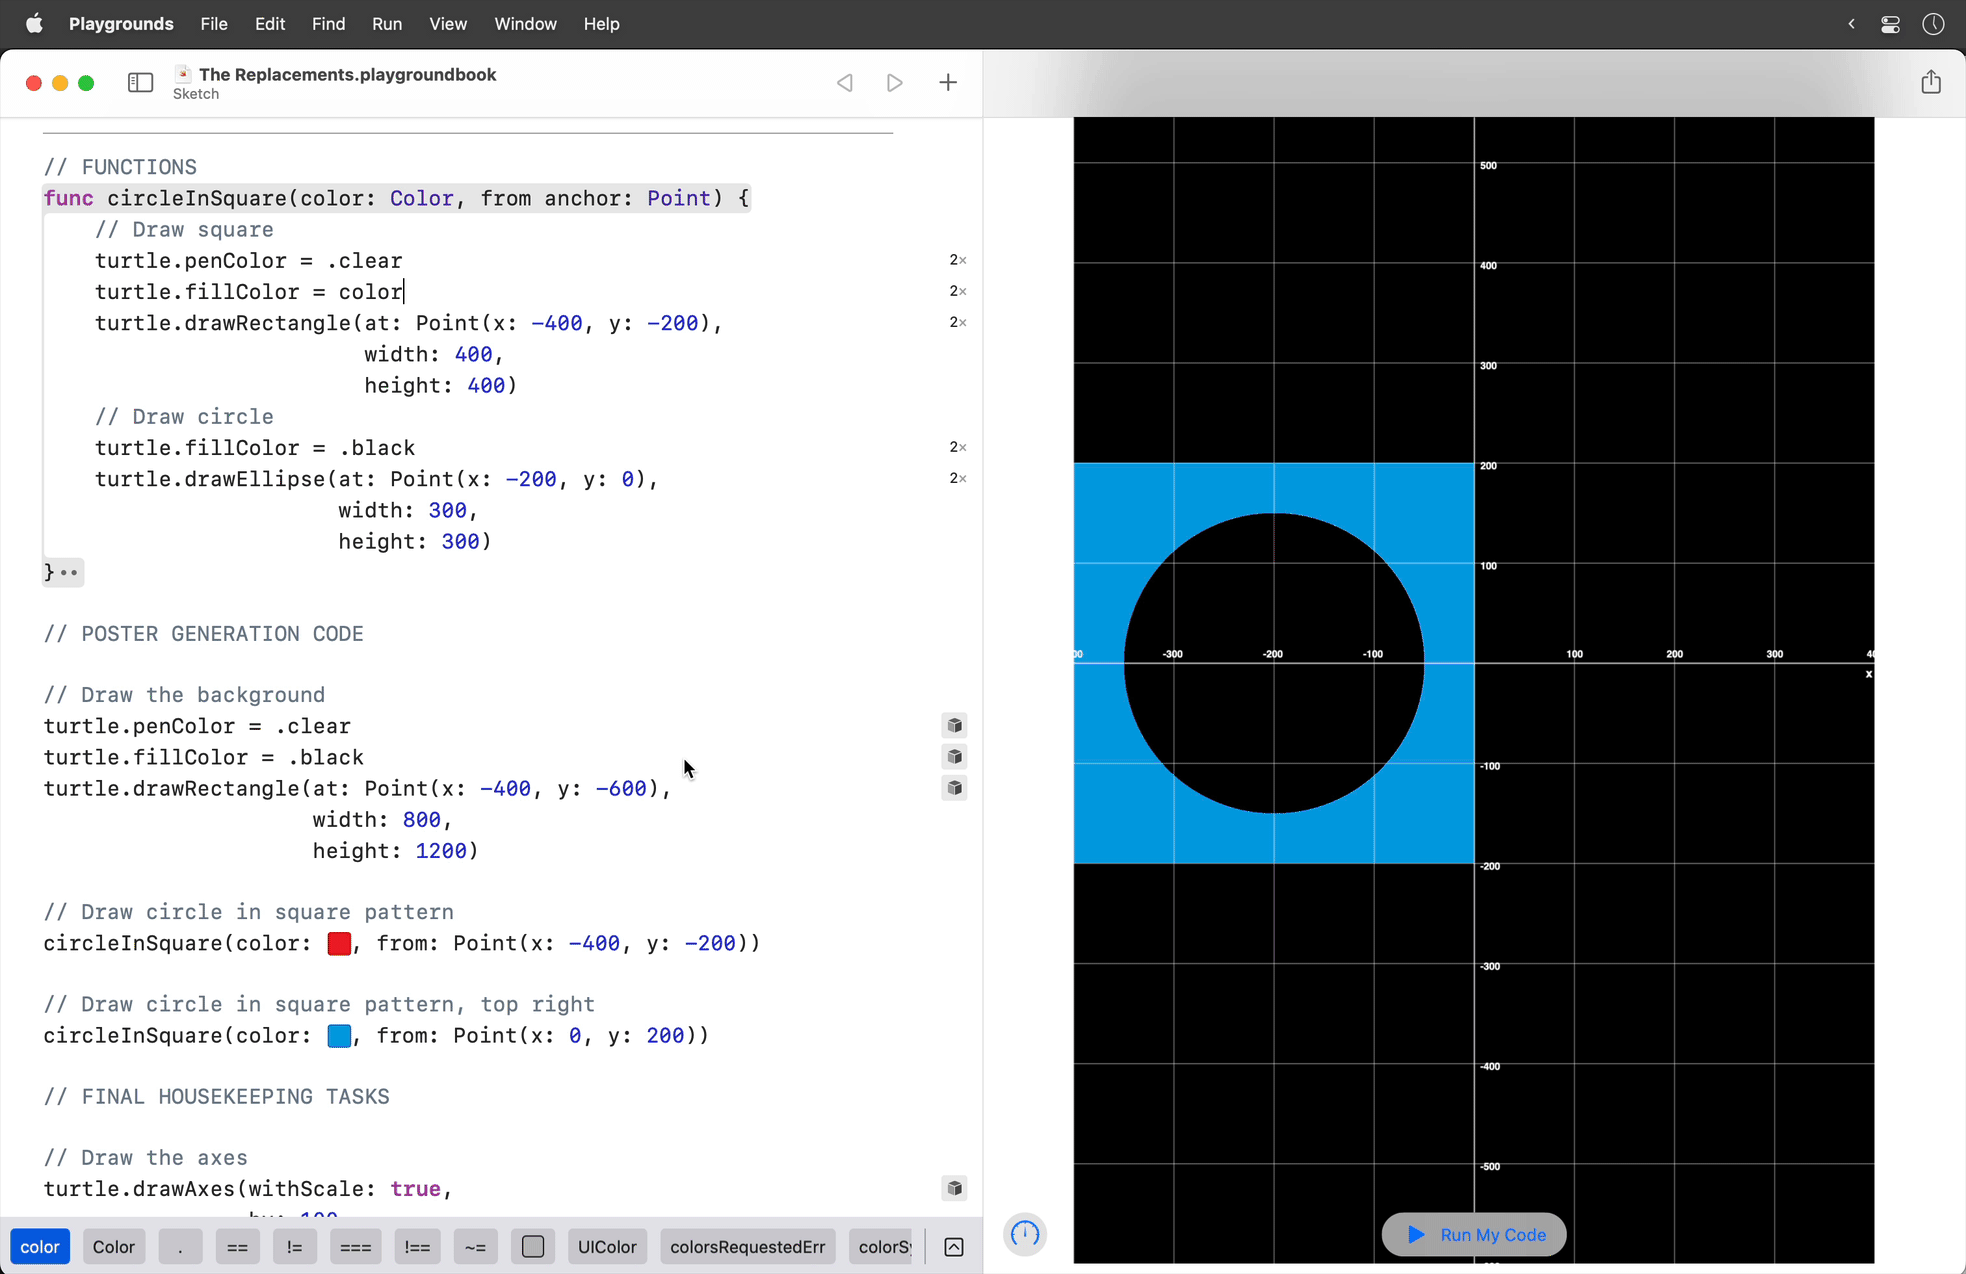 Playgrounds File Edit Find Run View Window Help
The Replacements.playgroundbook
Sketch
// FUNCTIONS
func circleInSquare(color: Color, from anchor: Point) {
// Draw square
turtle.penColor = .clear 2×
turtle.fillColor = color 2×
turtle.drawRectangle(at: Point(x: -400, y: -200), 2×
width: 400,
height: 400)
// Draw circle
turtle.fillColor = .black 2×
turtle.drawEllipse(at: Point(x: -200, y: 0), 2×
width: 300,
height: 300)
}
// POSTER GENERATION CODE
// Draw the background
turtle.penColor = .clear
turtle.fillColor = .black
turtle.drawRectangle(at: Point(x: -400, y: -600),
width: 800,
height: 1200)
// Draw circle in square pattern
circleInSquare(color: , from: Point(x: -400, y: -200))
// Draw circle in square pattern, top right
circleInSquare(color: , from: Point(x: 0, y: 200))
// FINAL HOUSEKEEPING TASKS
// Draw the axes
turtle.drawAxes(withScale: true,
color Color . == != === !== ~= UIColor colorsRequestedErr colorSy
500
400
300
200
100
00 -300 -200 -100 100 200 300 40
x
-100
-200
-300
-400
-500
Run My Code